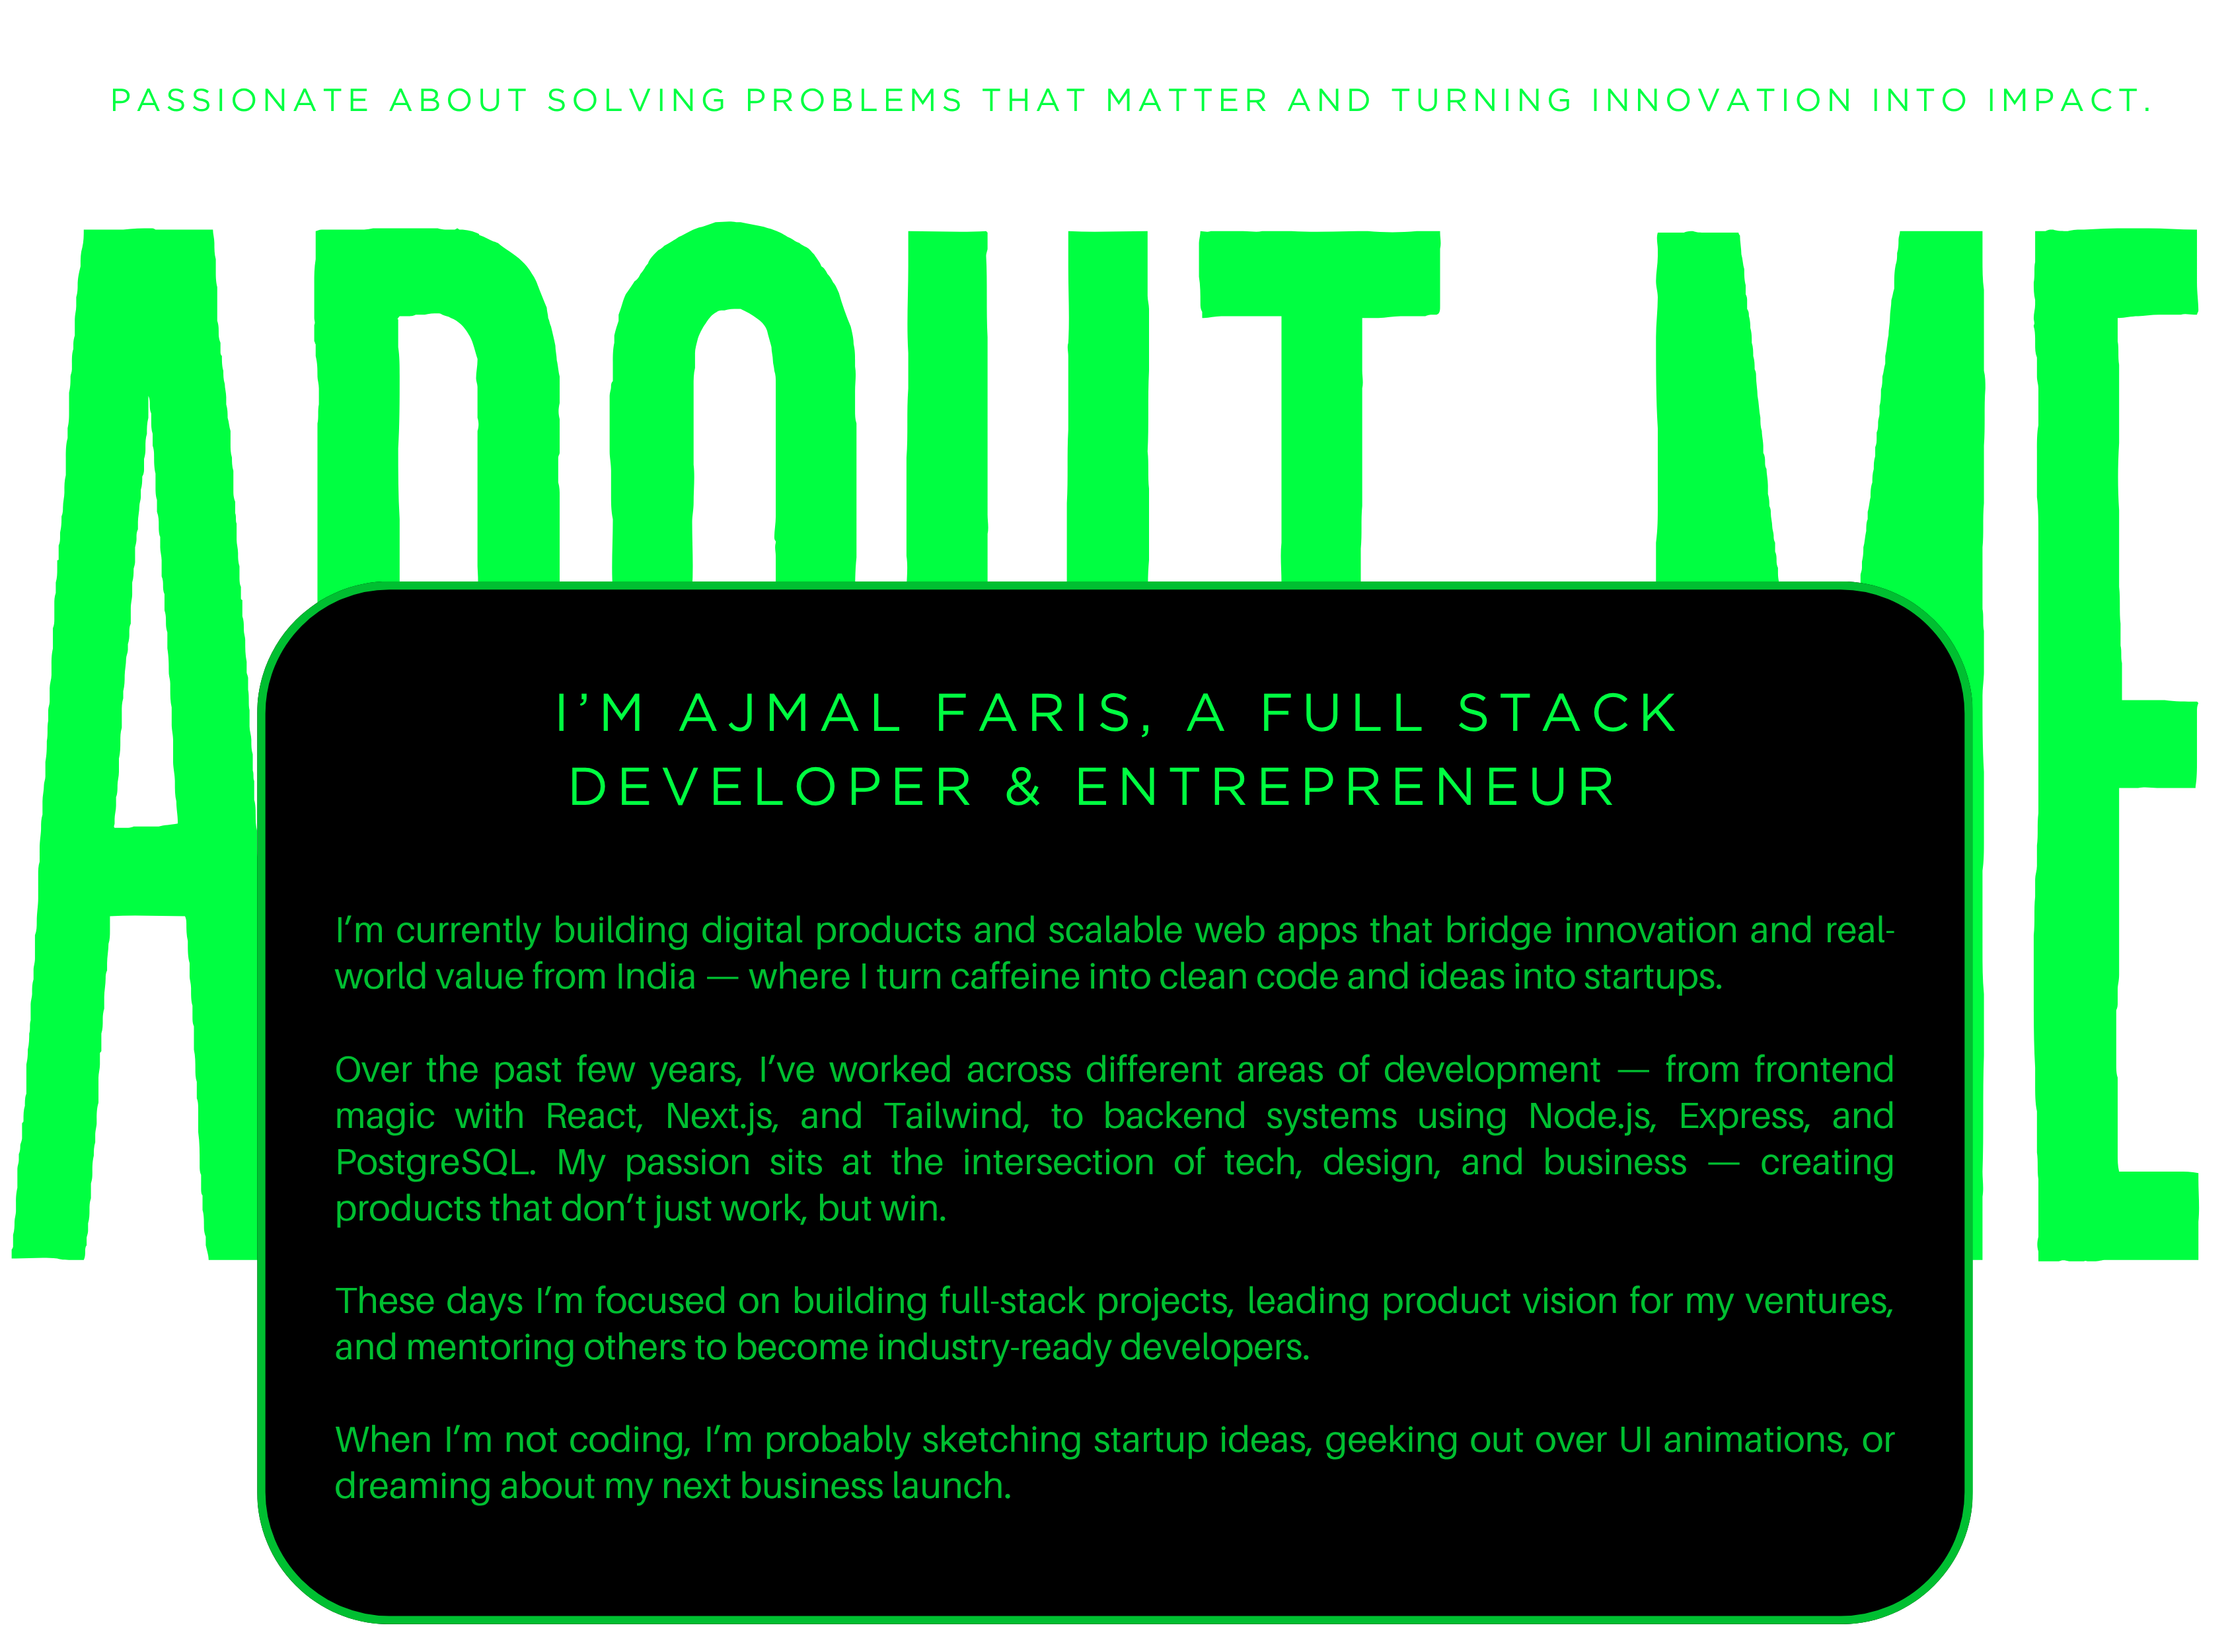 PASSIONATE ABOUT SOLVING PROBLEMS THAT MATTER AND TURNING INNOVATION INTO IMPACT.
ABOUT ME
I’M AJMAL FARIS, A FULL STACK
DEVELOPER & ENTREPRENEUR
I’m currently building digital products and scalable web apps that bridge innovation and real-
world value from India — where I turn caffeine into clean code and ideas into startups.
Over the past few years, I’ve worked across different areas of development — from frontend
magic with React, Next.js, and Tailwind, to backend systems using Node.js, Express, and
PostgreSQL. My passion sits at the intersection of tech, design, and business — creating
products that don’t just work, but win.
These days I’m focused on building full-stack projects, leading product vision for my ventures,
and mentoring others to become industry-ready developers.
When I’m not coding, I’m probably sketching startup ideas, geeking out over UI animations, or
dreaming about my next business launch.